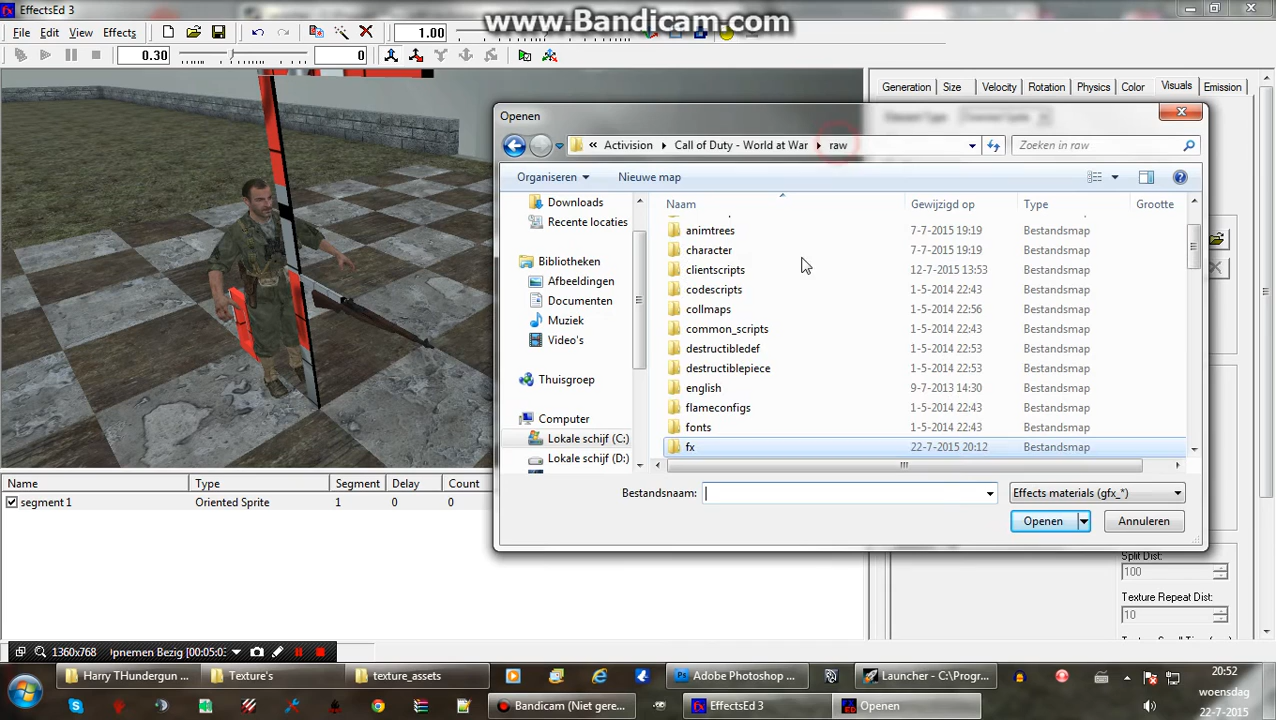 EffectsEd 3
www.Bandicam.com
File Edit View Effects
1.00
0.30
0
Generation Size Velocity Rotation Physics Color Visuals Emission
Openen
« Activision Call of Duty - World at War raw
Zoeken in raw
Organiseren Nieuwe map
Downloads
Recente locaties
Bibliotheken
Afbeeldingen
Documenten
Muziek
Video's
Thuisgroep
Computer
Lokale schijf (C:)
Lokale schijf (D:)
Naam Gewijzigd op Type Grootte
animtrees 7-7-2015 19:19 Bestandsmap
character 7-7-2015 19:19 Bestandsmap
clientscripts 12-7-2015 13:53 Bestandsmap
codescripts 1-5-2014 22:43 Bestandsmap
collmaps 1-5-2014 22:56 Bestandsmap
common_scripts 1-5-2014 22:43 Bestandsmap
destructibledef 1-5-2014 22:53 Bestandsmap
destructiblepiece 1-5-2014 22:53 Bestandsmap
english 9-7-2013 14:30 Bestandsmap
flameconfigs 1-5-2014 22:43 Bestandsmap
fonts 1-5-2014 22:43 Bestandsmap
fx 22-7-2015 20:12 Bestandsmap
Bestandsnaam: Effects materials (gfx_*)
Openen Annuleren
Name Type Segment Delay Count
segment 1 Oriented Sprite 1 0 0
Split Dist:
100
Texture Repeat Dist:
10
1360x768 Opnemen Bezig [00:05:0
Harry THundergun ... Texture's texture_assets Adobe Photoshop ... Launcher - C:\Progr...
Bandicam (Niet gere... EffectsEd 3 Openen
20:52
woensdag
22-7-2015